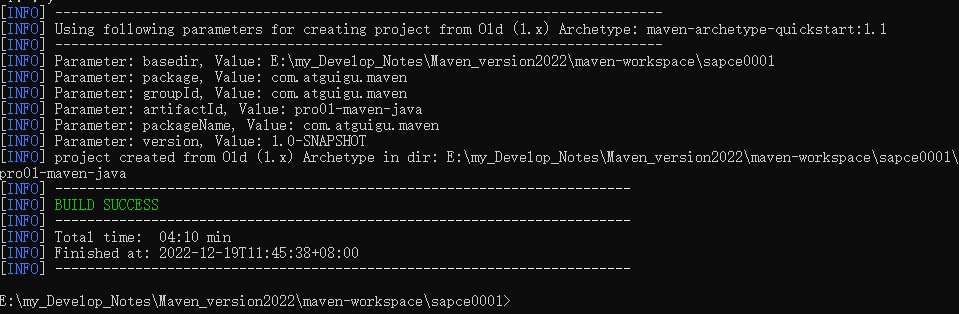 [INFO] ----------------------------------------------------------------------------
[INFO] Using following parameters for creating project from Old (1.x) Archetype: maven-archetype-quickstart:1.1
[INFO] ----------------------------------------------------------------------------
[INFO] Parameter: basedir, Value: E:\my_Develop_Notes\Maven_version2022\maven-workspace\sapce0001
[INFO] Parameter: package, Value: com.atguigu.maven
[INFO] Parameter: groupId, Value: com.atguigu.maven
[INFO] Parameter: artifactId, Value: pro01-maven-java
[INFO] Parameter: packageName, Value: com.atguigu.maven
[INFO] Parameter: version, Value: 1.0-SNAPSHOT
[INFO] project created from Old (1.x) Archetype in dir: E:\my_Develop_Notes\Maven_version2022\maven-workspace\sapce0001\
pro01-maven-java
[INFO] ------------------------------------------------------------------------
[INFO] BUILD SUCCESS
[INFO] ------------------------------------------------------------------------
[INFO] Total time:  04:10 min
[INFO] Finished at: 2022-12-19T11:45:38+08:00
[INFO] ------------------------------------------------------------------------
E:\my_Develop_Notes\Maven_version2022\maven-workspace\sapce0001>